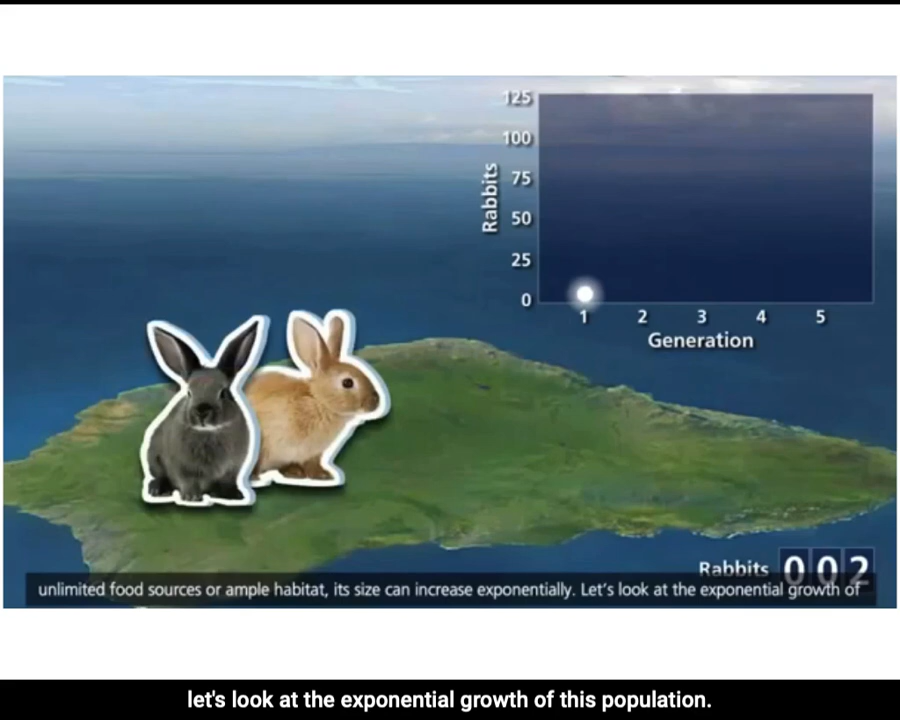 125
100
75
50
25
0
Rabbits
1 2 3 4 5
Generation
Rabbits 002
unlimited food sources or ample habitat, its size can increase exponentially. Let's look at the exponential growth of
let's look at the exponential growth of this population.